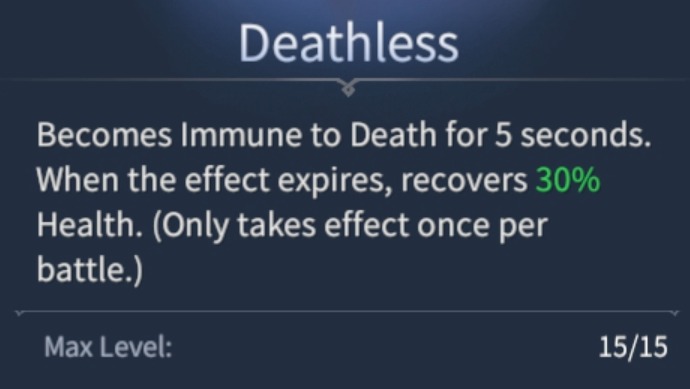 Deathless
Becomes Immune to Death for 5 seconds.
When the effect expires, recovers 30%
Health. (Only takes effect once per
battle.)
Max Level: 15/15